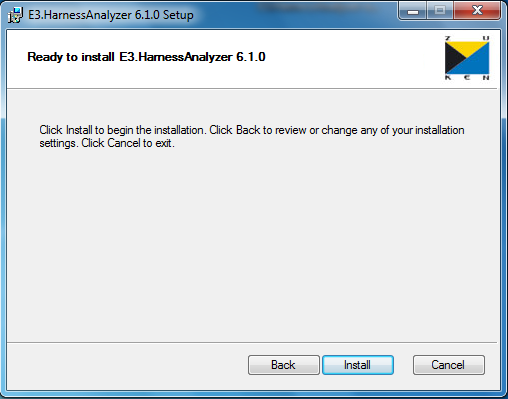 E3.HarnessAnalyzer 6.1.0 Setup
Ready to install E3.HarnessAnalyzer 6.1.0
Z U
K E N
Click Install to begin the installation. Click Back to review or change any of your installation
settings. Click Cancel to exit.
Back Install Cancel